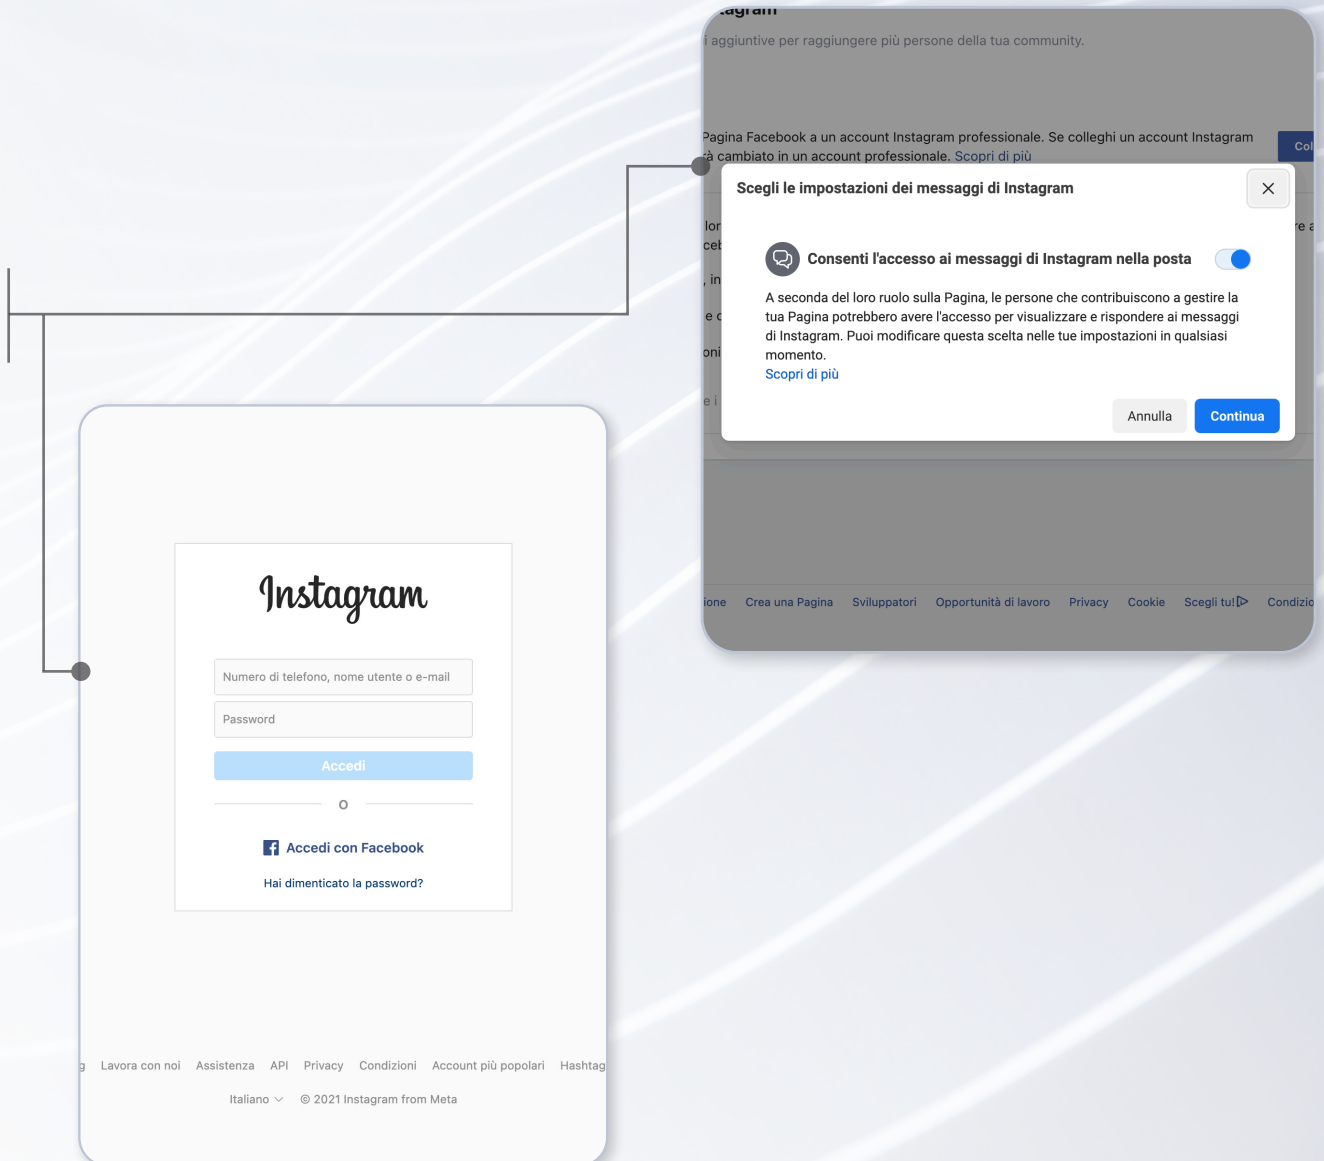 i aggiuntive per raggiungere più persone della tua community.
Pagina Facebook a un account Instagram professionale. Se colleghi un account Instagram
rà cambiato in un account professionale. Scopri di più
Col
Scegli le impostazioni dei messaggi di Instagram
Consenti l'accesso ai messaggi di Instagram nella posta
A seconda del loro ruolo sulla Pagina, le persone che contribuiscono a gestire la
tua Pagina potrebbero avere l'accesso per visualizzare e rispondere ai messaggi
di Instagram. Puoi modificare questa scelta nelle tue impostazioni in qualsiasi
momento.
Scopri di più
Annulla Continua
ione Crea una Pagina Sviluppatori Opportunità di lavoro Privacy Cookie Scegli tu! Condizio
Instagram
Numero di telefono, nome utente o e-mail
Password
Accedi
O
Accedi con Facebook
Hai dimenticato la password?
g Lavora con noi Assistenza API Privacy Condizioni Account più popolari Hashtag
Italiano © 2021 Instagram from Meta